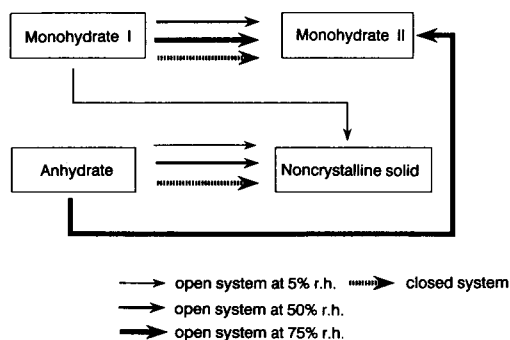 Monohydrate I
Monohydrate II
Anhydrate
Noncrystalline solid
open system at 5% r.h.
closed system
open system at 50% r.h.
open system at 75% r.h.